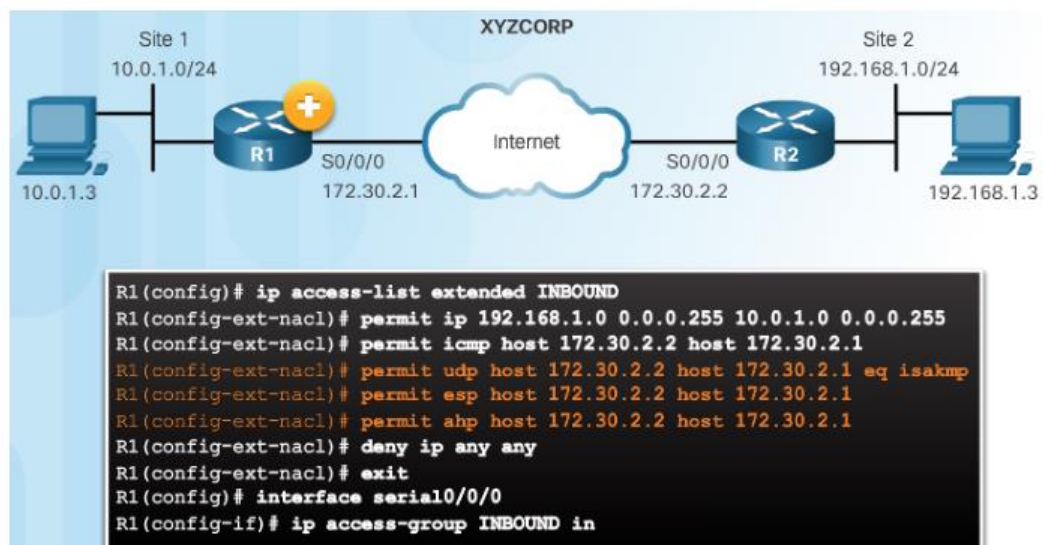 XYZCORP
Site 1
10.0.1.0/24
Site 2
192.168.1.0/24
R1
Internet
R2
S0/0/0
172.30.2.1
S0/0/0
172.30.2.2
10.0.1.3
192.168.1.3
R1(config)# ip access-list extended INBOUND
R1(config-ext-nacl)# permit ip 192.168.1.0 0.0.0.255 10.0.1.0 0.0.0.255
R1(config-ext-nacl)# permit icmp host 172.30.2.2 host 172.30.2.1
R1(config-ext-nacl)# permit udp host 172.30.2.2 host 172.30.2.1 eq isakmp
R1(config-ext-nacl)# permit esp host 172.30.2.2 host 172.30.2.1
R1(config-ext-nacl)# permit ahp host 172.30.2.2 host 172.30.2.1
R1(config-ext-nacl)# deny ip any any
R1(config-ext-nacl)# exit
R1(config)# interface serial0/0/0
R1(config-if)# ip access-group INBOUND in